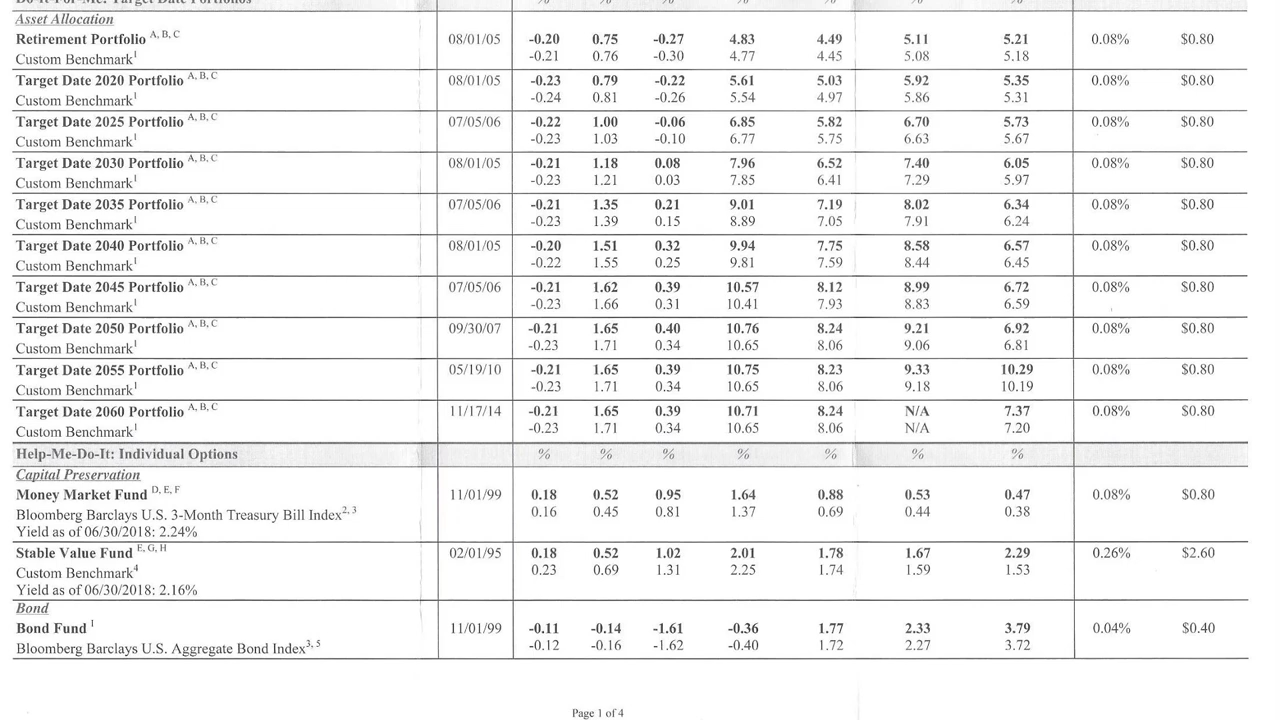 Do-It-For-Me: Target Date Portfolios % % % % % % %
Asset Allocation
Retirement Portfolio A, B, C 08/01/05 -0.20 0.75 -0.27 4.83 4.49 5.11 5.21 0.08% $0.80
Custom Benchmark1 -0.21 0.76 -0.30 4.77 4.45 5.08 5.18
Target Date 2020 Portfolio A, B, C 08/01/05 -0.23 0.79 -0.22 5.61 5.03 5.92 5.35 0.08% $0.80
Custom Benchmark1 -0.24 0.81 -0.26 5.54 4.97 5.86 5.31
Target Date 2025 Portfolio A, B, C 07/05/06 -0.22 1.00 -0.06 6.85 5.82 6.70 5.73 0.08% $0.80
Custom Benchmark1 -0.23 1.03 -0.10 6.77 5.75 6.63 5.67
Target Date 2030 Portfolio A, B, C 08/01/05 -0.21 1.18 0.08 7.96 6.52 7.40 6.05 0.08% $0.80
Custom Benchmark1 -0.23 1.21 0.03 7.85 6.41 7.29 5.97
Target Date 2035 Portfolio A, B, C 07/05/06 -0.21 1.35 0.21 9.01 7.19 8.02 6.34 0.08% $0.80
Custom Benchmark1 -0.23 1.39 0.15 8.89 7.05 7.91 6.24
Target Date 2040 Portfolio A, B, C 08/01/05 -0.20 1.51 0.32 9.94 7.75 8.58 6.57 0.08% $0.80
Custom Benchmark1 -0.22 1.55 0.25 9.81 7.59 8.44 6.45
Target Date 2045 Portfolio A, B, C 07/05/06 -0.21 1.62 0.39 10.57 8.12 8.99 6.72 0.08% $0.80
Custom Benchmark1 -0.23 1.66 0.31 10.41 7.93 8.83 6.59
Target Date 2050 Portfolio A, B, C 09/30/07 -0.21 1.65 0.40 10.76 8.24 9.21 6.92 0.08% $0.80
Custom Benchmark1 -0.23 1.71 0.34 10.65 8.06 9.06 6.81
Target Date 2055 Portfolio A, B, C 05/19/10 -0.21 1.65 0.39 10.75 8.23 9.33 10.29 0.08% $0.80
Custom Benchmark1 -0.23 1.71 0.34 10.65 8.06 9.18 10.19
Target Date 2060 Portfolio A, B, C 11/17/14 -0.21 1.65 0.39 10.71 8.24 N/A 7.37 0.08% $0.80
Custom Benchmark1 -0.23 1.71 0.34 10.65 8.06 N/A 7.20
Help-Me-Do-It: Individual Options % % % % % % %
Capital Preservation
Money Market Fund D, E, F 11/01/99 0.18 0.52 0.95 1.64 0.88 0.53 0.47 0.08% $0.80
Bloomberg Barclays U.S. 3-Month Treasury Bill Index2, 3 0.16 0.45 0.81 1.37 0.69 0.44 0.38
Yield as of 06/30/2018: 2.24%
Stable Value Fund E, G, H 02/01/95 0.18 0.52 1.02 2.01 1.78 1.67 2.29 0.26% $2.60
Custom Benchmark4 0.23 0.69 1.31 2.25 1.74 1.59 1.53
Yield as of 06/30/2018: 2.16%
Bond
Bond Fund I 11/01/99 -0.11 -0.14 -1.61 -0.36 1.77 2.33 3.79 0.04% $0.40
Bloomberg Barclays U.S. Aggregate Bond Index3, 5 -0.12 -0.16 -1.62 -0.40 1.72 2.27 3.72
Page 1 of 4